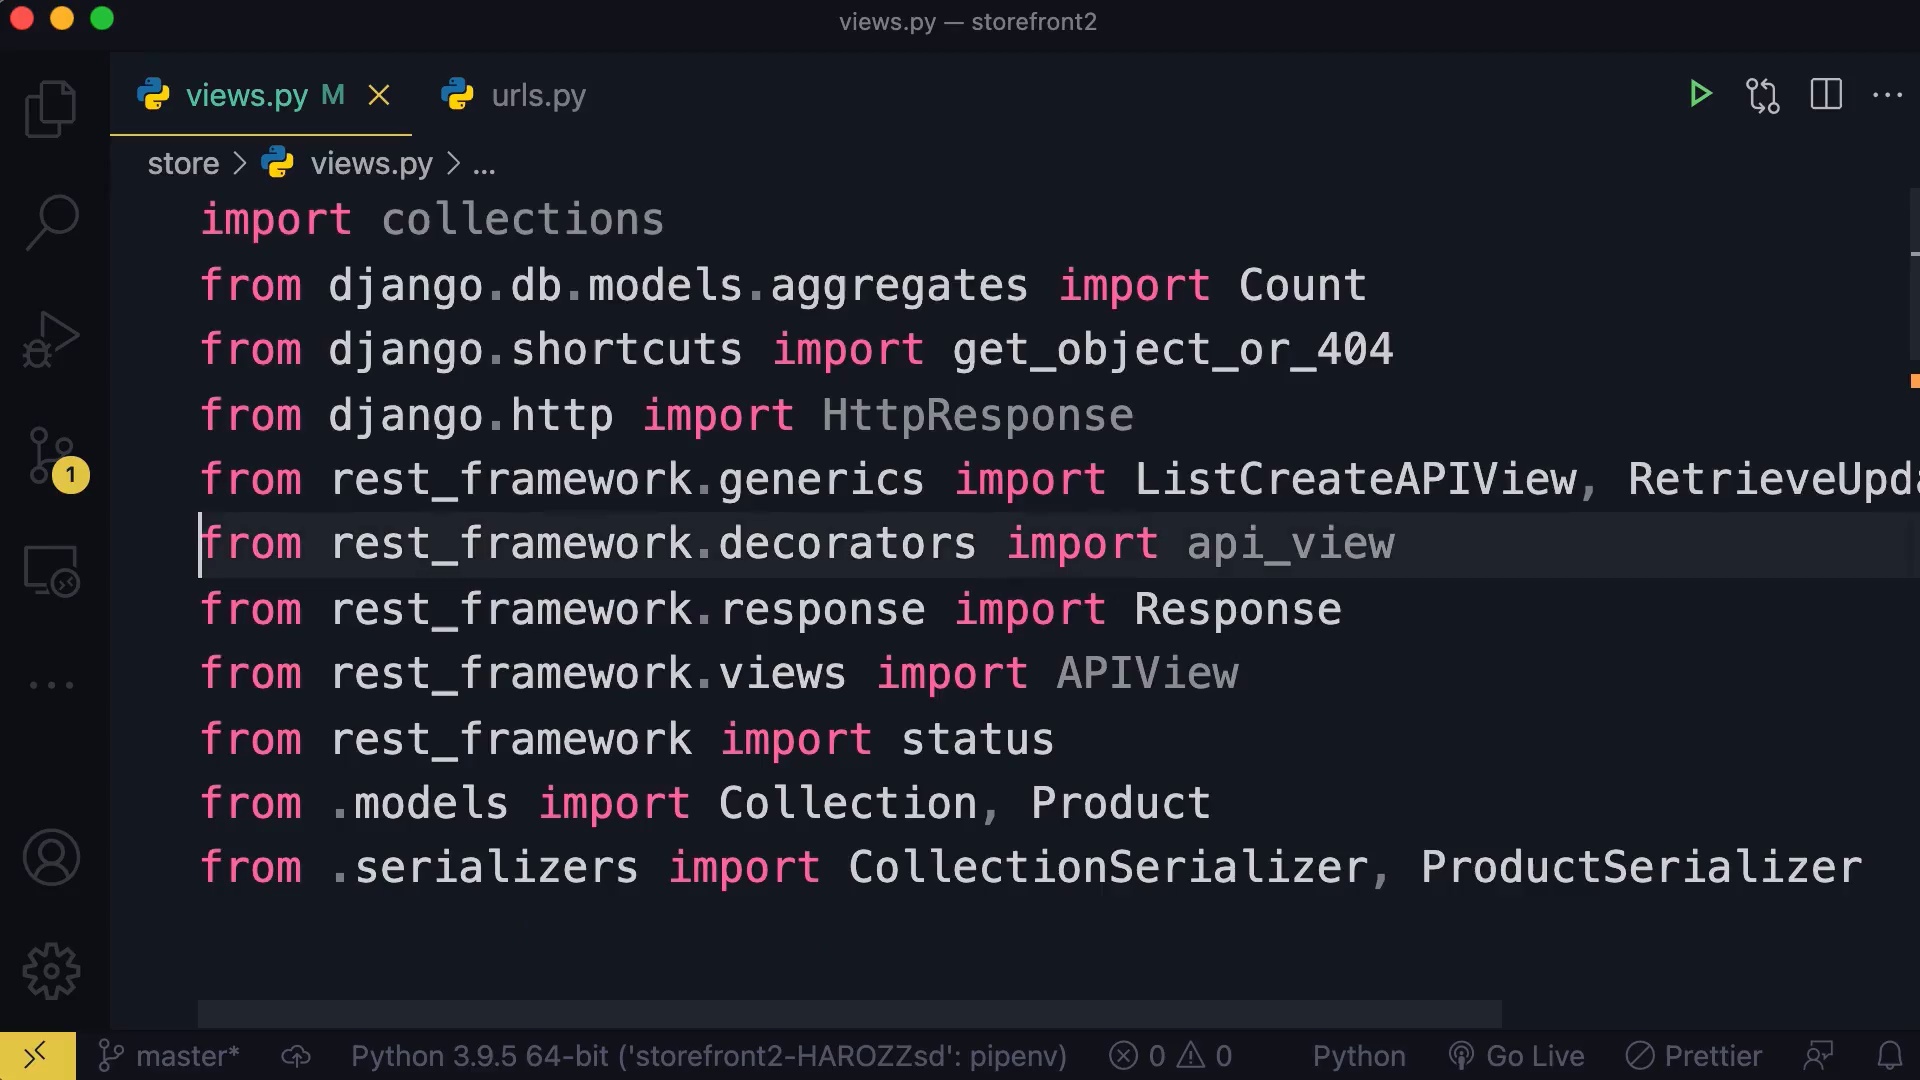 views.py — storefront2
views.py M urls.py
store > views.py > ...
import collections
from django.db.models.aggregates import Count
from django.shortcuts import get_object_or_404
from django.http import HttpResponse
from rest_framework.generics import ListCreateAPIView, RetrieveUpda
from rest_framework.decorators import api_view
from rest_framework.response import Response
from rest_framework.views import APIView
from rest_framework import status
from .models import Collection, Product
from .serializers import CollectionSerializer, ProductSerializer
1
master* Python 3.9.5 64-bit ('storefront2-HAROZZsd': pipenv) 0 0 Python Go Live Prettier